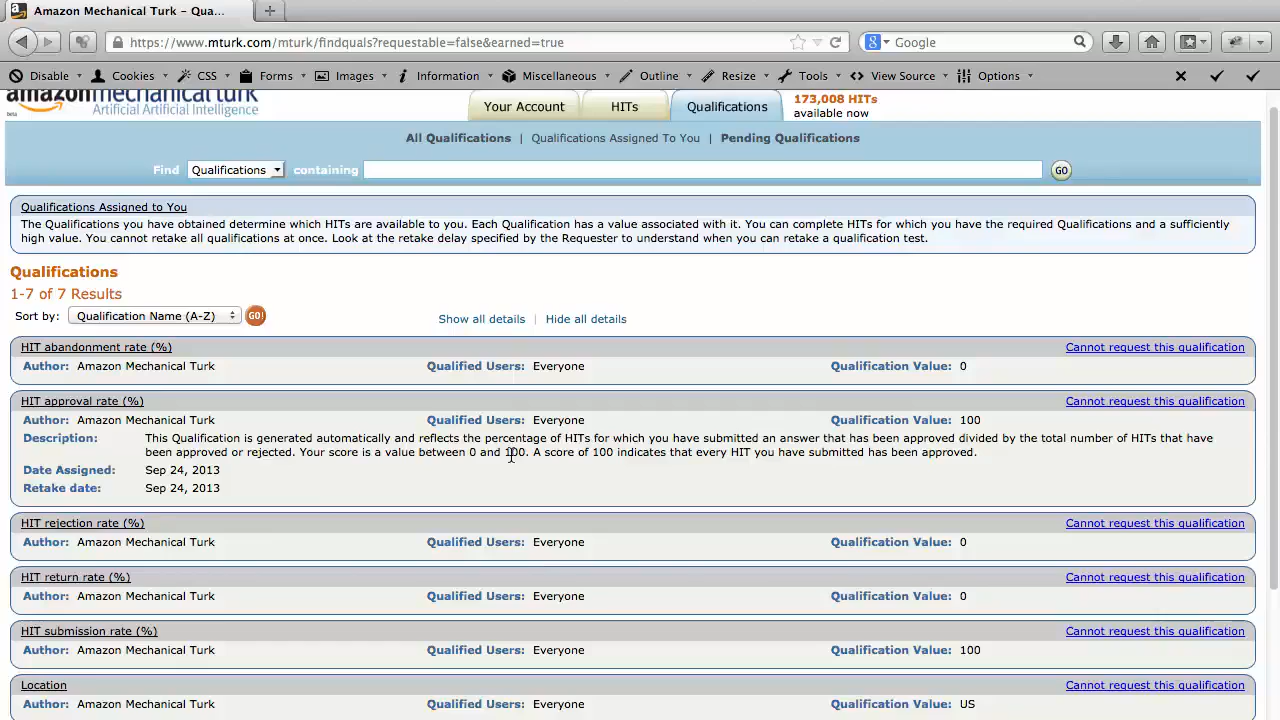 Amazon Mechanical Turk – Qua...
https://www.mturk.com/mturk/findquals?requestable=false&earned=true
Google
Disable Cookies CSS Forms Images Information Miscellaneous Outline Resize Tools View Source Options
amazonmechanical turk
beta
Artificial Artificial Intelligence
Your Account HITs Qualifications
173,008 HITs
available now
All Qualifications | Qualifications Assigned To You | Pending Qualifications
Find Qualifications containing GO
Qualifications Assigned to You
The Qualifications you have obtained determine which HITs are available to you. Each Qualification has a value associated with it. You can complete HITs for which you have the required Qualifications and a sufficiently
high value. You cannot retake all qualifications at once. Look at the retake delay specified by the Requester to understand when you can retake a qualification test.
Qualifications
1-7 of 7 Results
Sort by: Qualification Name (A-Z) GO! Show all details | Hide all details
HIT abandonment rate (%) Cannot request this qualification
Author: Amazon Mechanical Turk Qualified Users: Everyone Qualification Value: 0
HIT approval rate (%) Cannot request this qualification
Author: Amazon Mechanical Turk Qualified Users: Everyone Qualification Value: 100
Description: This Qualification is generated automatically and reflects the percentage of HITs for which you have submitted an answer that has been approved divided by the total number of HITs that have
been approved or rejected. Your score is a value between 0 and 100. A score of 100 indicates that every HIT you have submitted has been approved.
Date Assigned: Sep 24, 2013
Retake date: Sep 24, 2013
HIT rejection rate (%) Cannot request this qualification
Author: Amazon Mechanical Turk Qualified Users: Everyone Qualification Value: 0
HIT return rate (%) Cannot request this qualification
Author: Amazon Mechanical Turk Qualified Users: Everyone Qualification Value: 0
HIT submission rate (%) Cannot request this qualification
Author: Amazon Mechanical Turk Qualified Users: Everyone Qualification Value: 100
Location Cannot request this qualification
Author: Amazon Mechanical Turk Qualified Users: Everyone Qualification Value: US